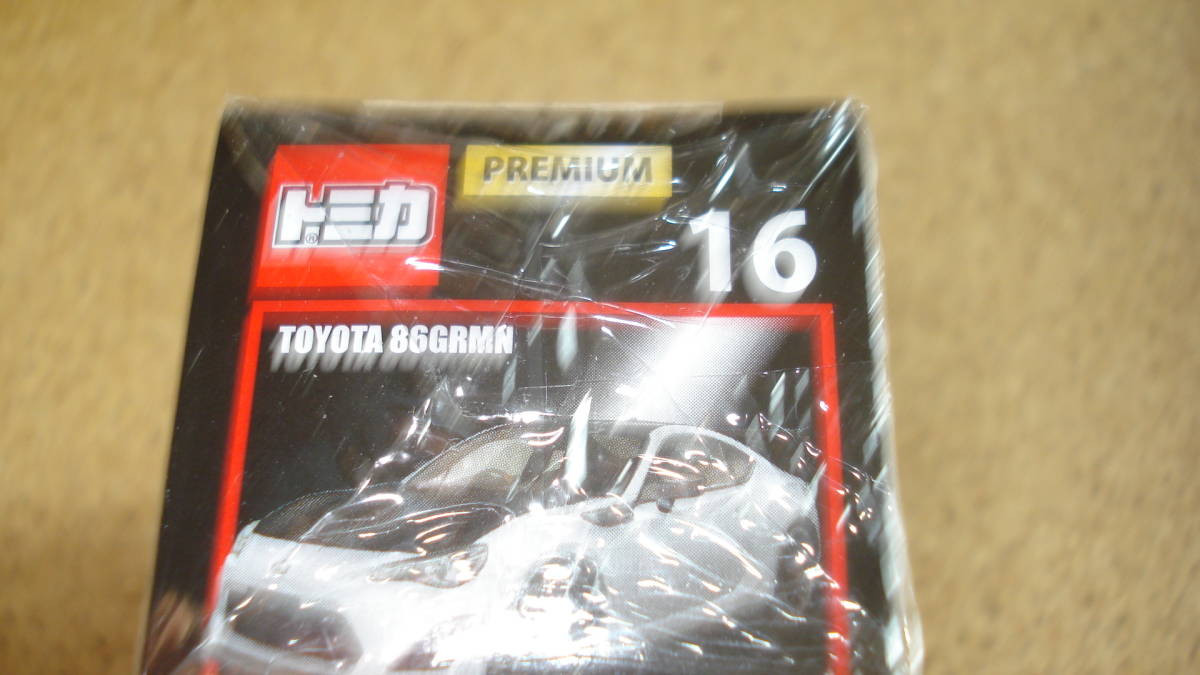 トミカ®
PREMIUM
16
TOYOTA 86GRMN